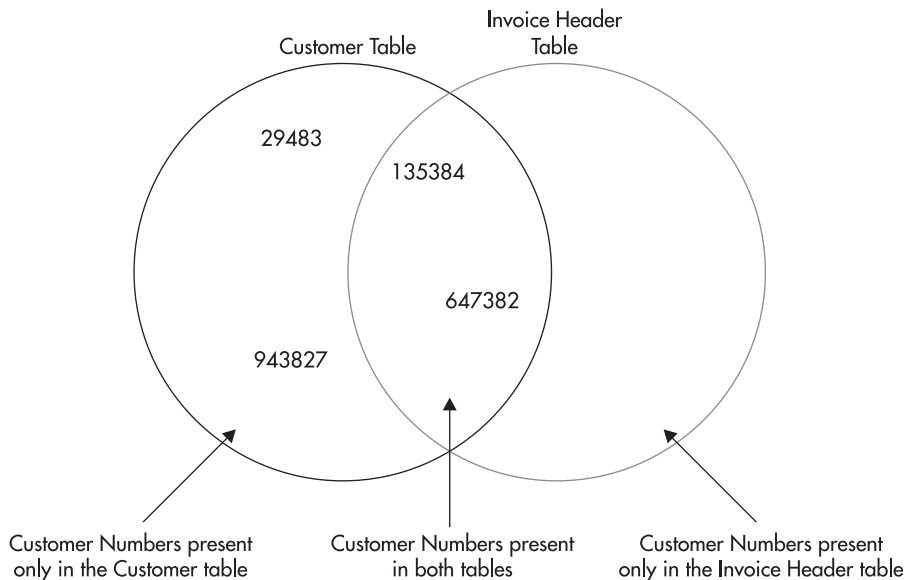 Customer Table
Invoice Header
Table
29483
135384
647382
943827
Customer Numbers present
only in the Customer table
Customer Numbers present
in both tables
Customer Numbers present
only in the Invoice Header table